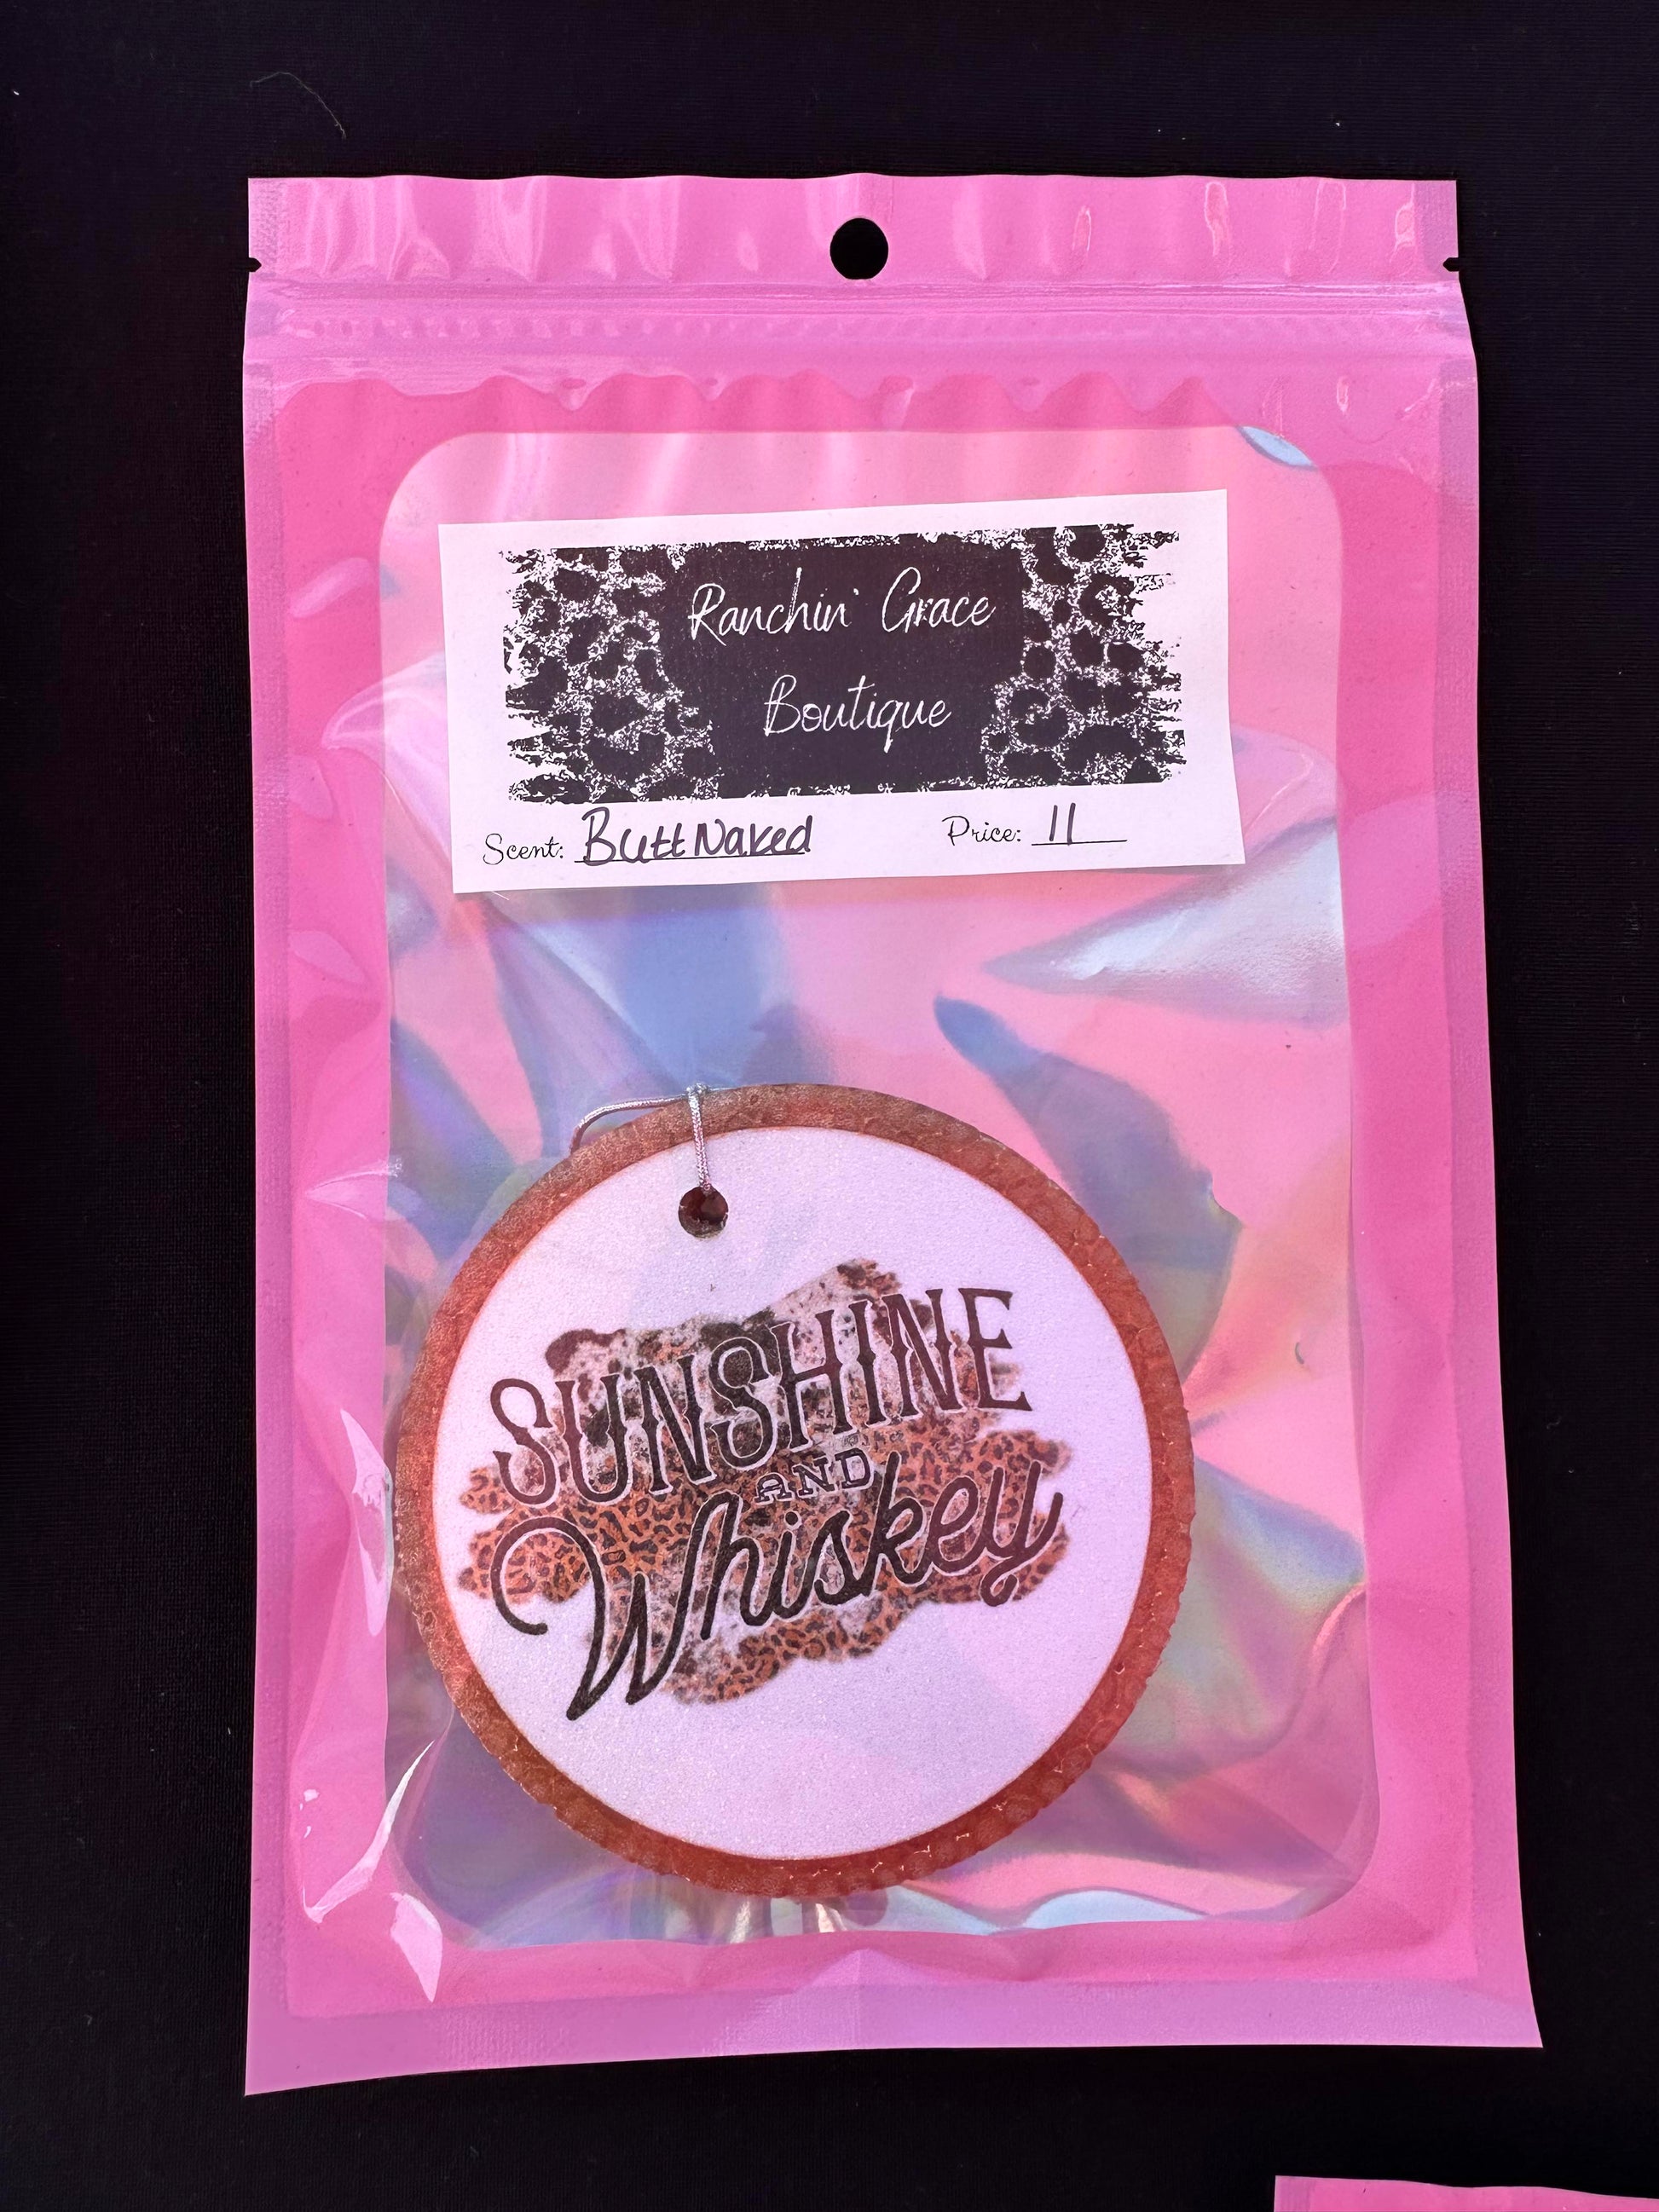 Ranchin' Grace
Boutique
Scent: Butt Naked Price: 11
SUNSHINE
AND
Whiskey